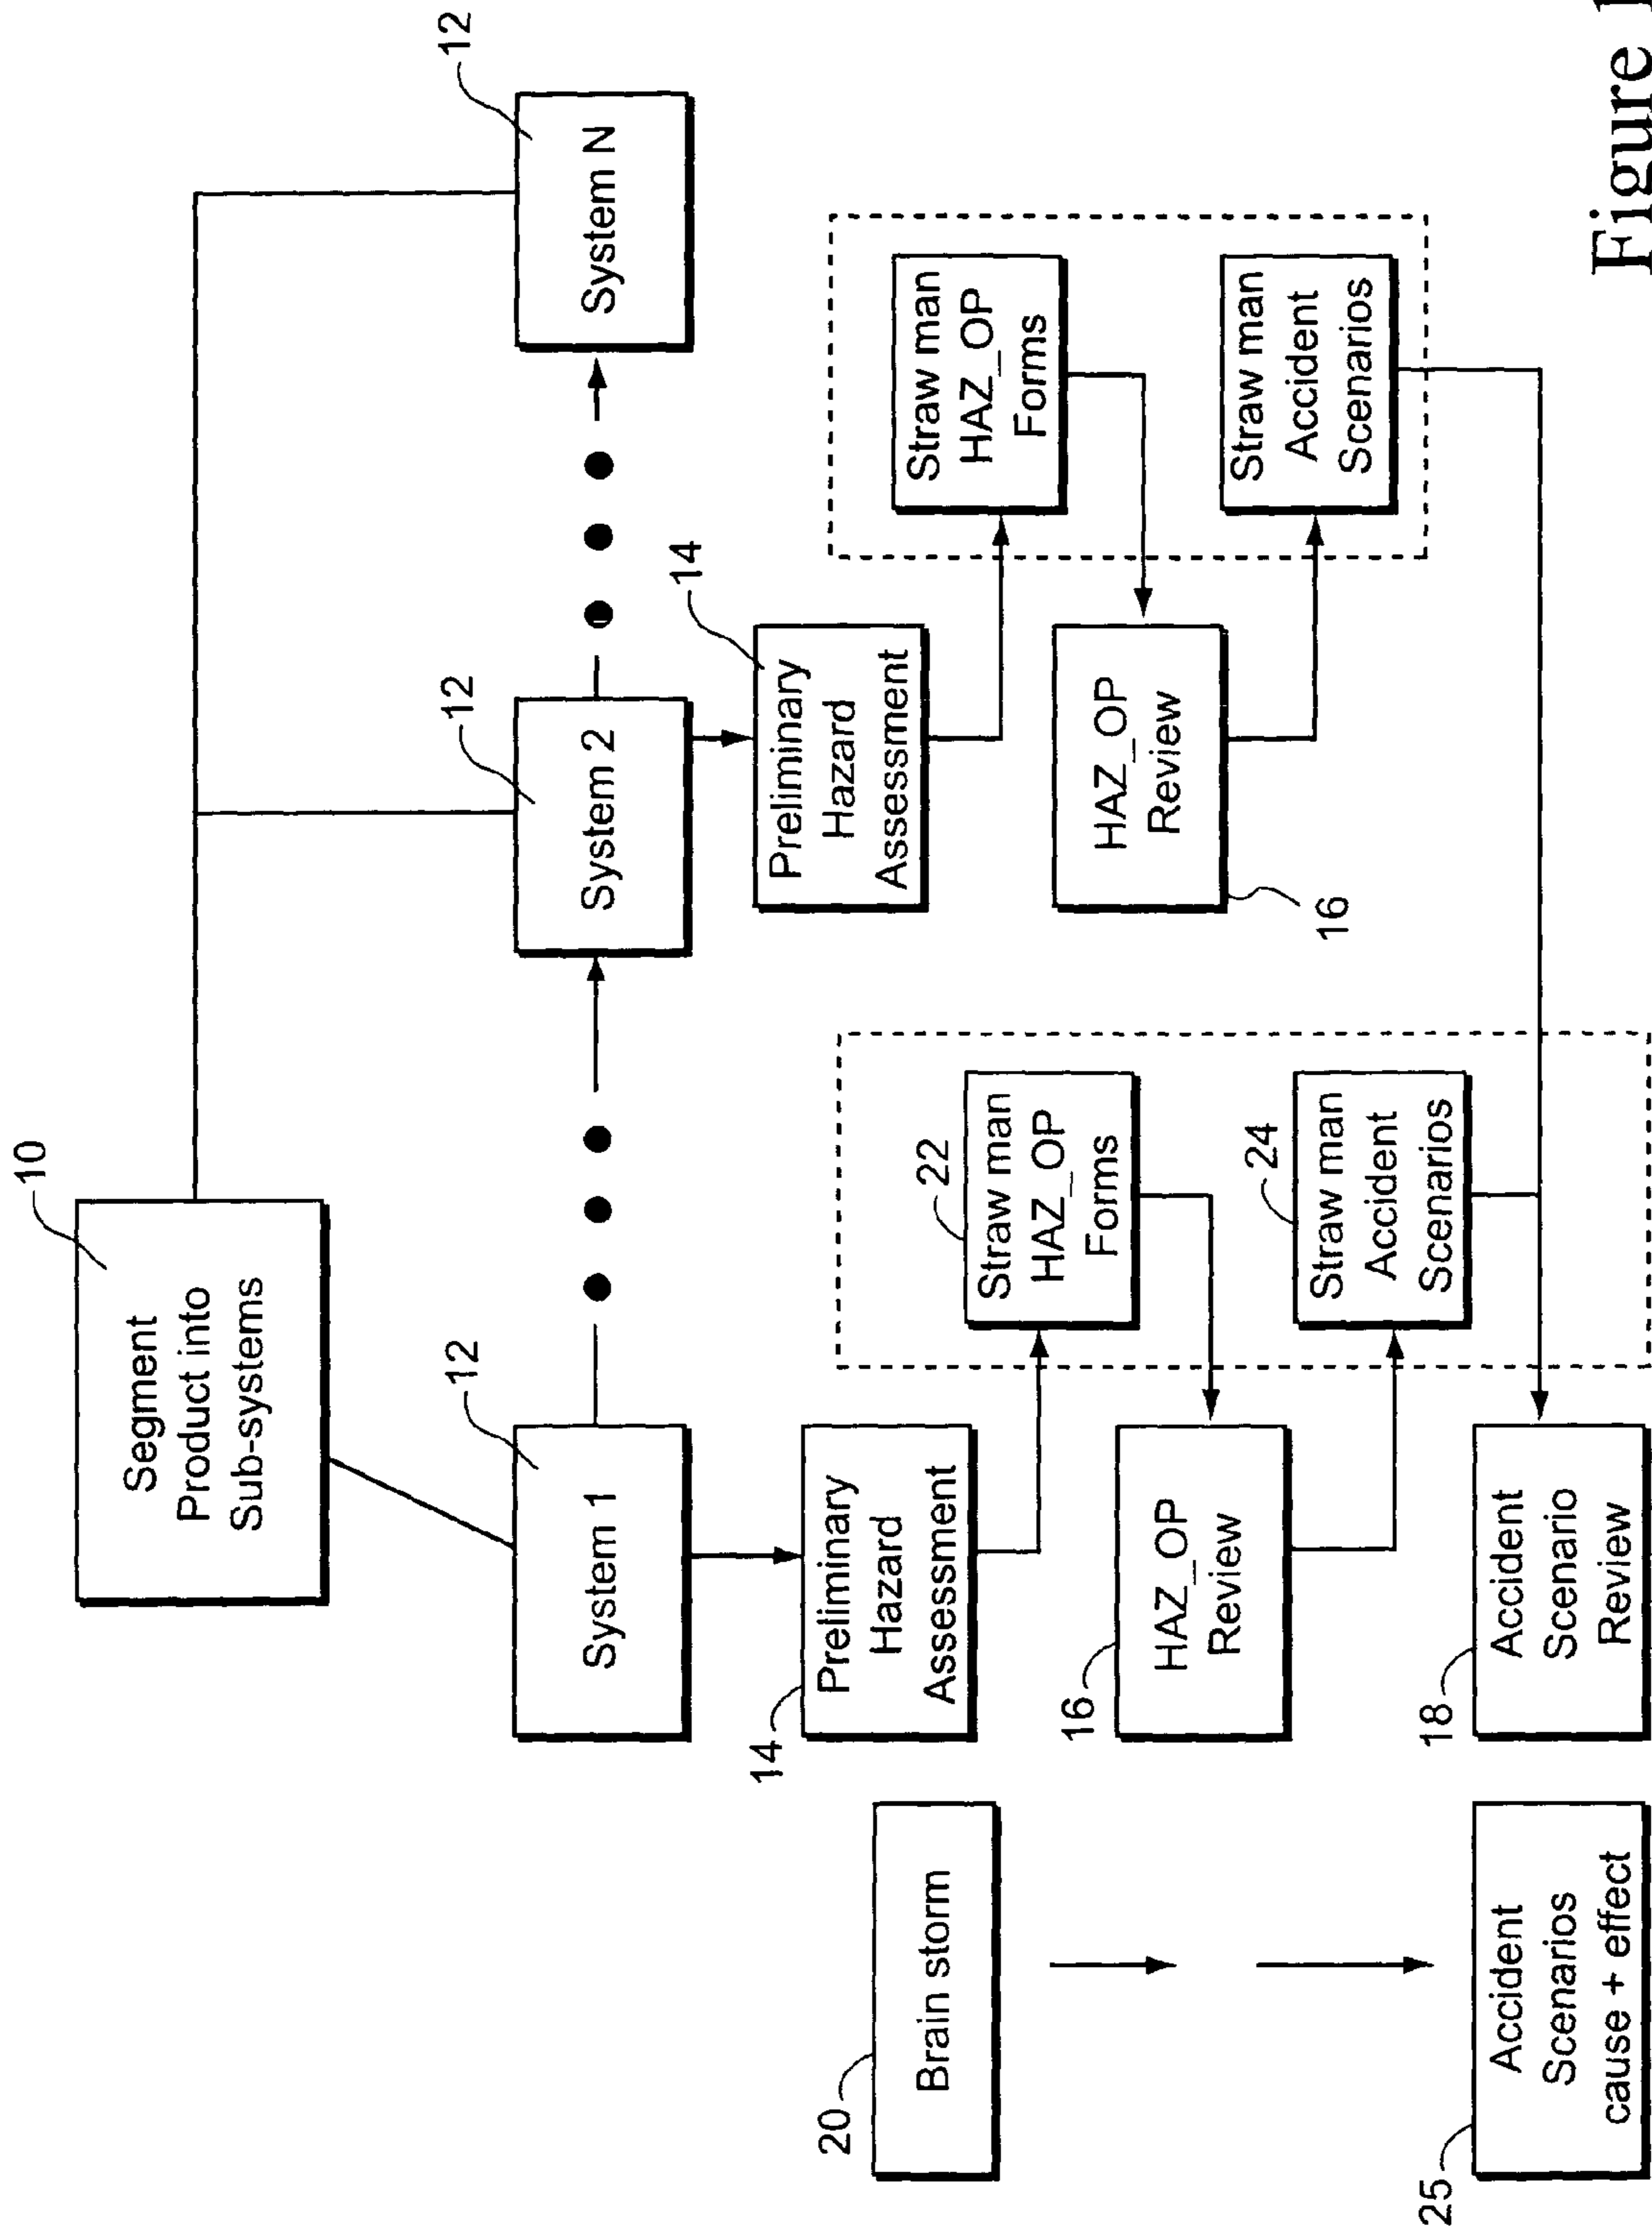 10
Segment
Product into
Sub-systems
12
System 1
12
System 2
12
System N
14
Preliminary
Hazard
Assessment
14
Preliminary
Hazard
Assessment
22
Straw man
HAZ_OP
Forms
Straw man
HAZ_OP
Forms
16
HAZ_OP
Review
HAZ_OP
Review
16
24
Straw man
Accident
Scenarios
Straw man
Accident
Scenarios
20
Brain storm
18
Accident
Scenario
Review
25
Accident
Scenarios
cause + effect
Figure 1